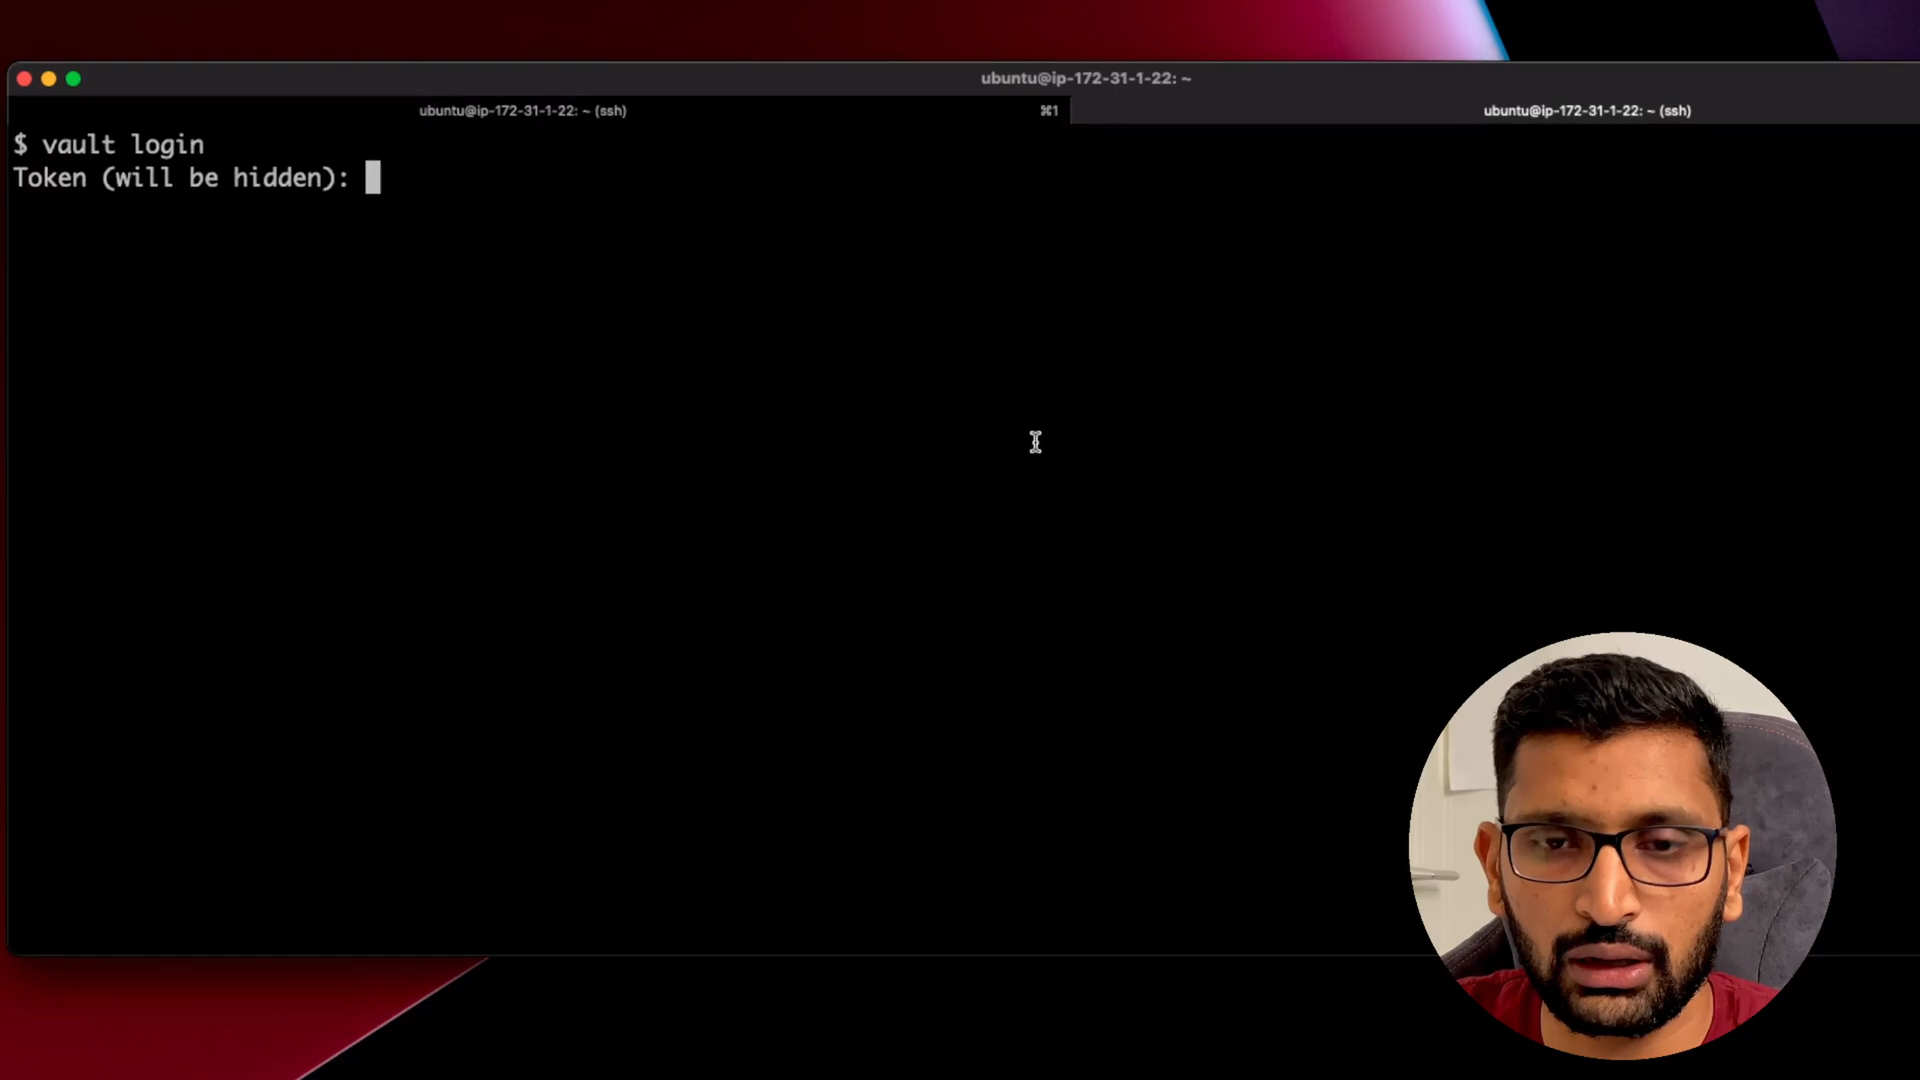 ubuntu@ip-172-31-1-22: ~
ubuntu@ip-172-31-1-22: ~ (ssh) ⌘1 ubuntu@ip-172-31-1-22: ~ (ssh)
$ vault login
Token (will be hidden):